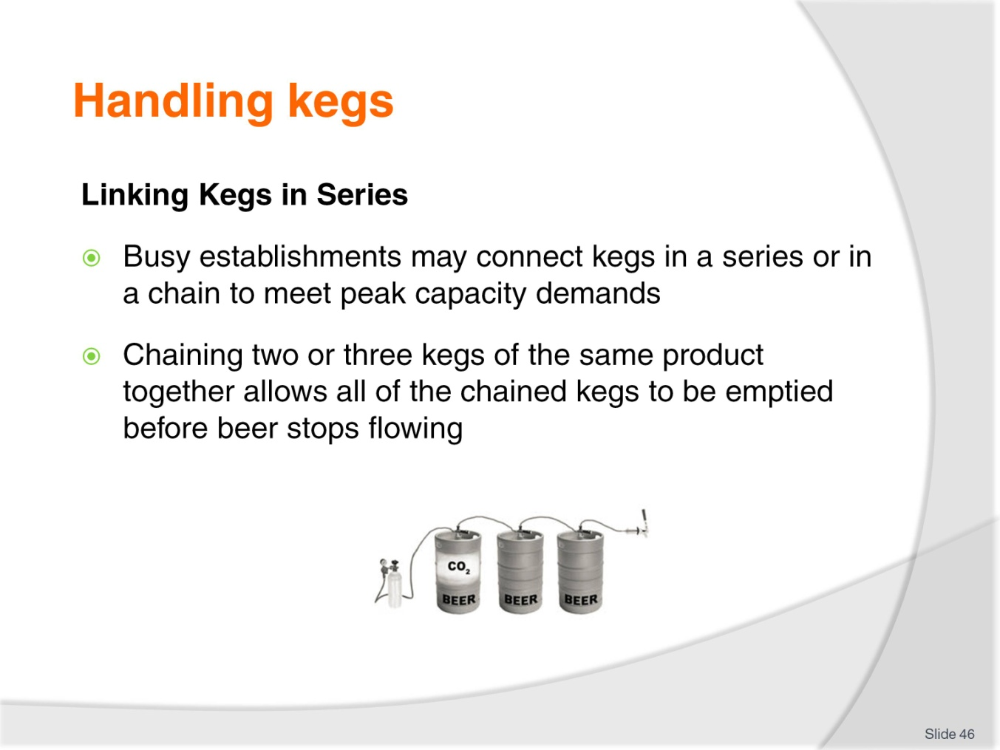 Handling kegs
Linking Kegs in Series
Busy establishments may connect kegs in a series or in
a chain to meet peak capacity demands
Chaining two or three kegs of the same product
together allows all of the chained kegs to be emptied
before beer stops flowing
CO₂
BEER BEER BEER
Slide 46